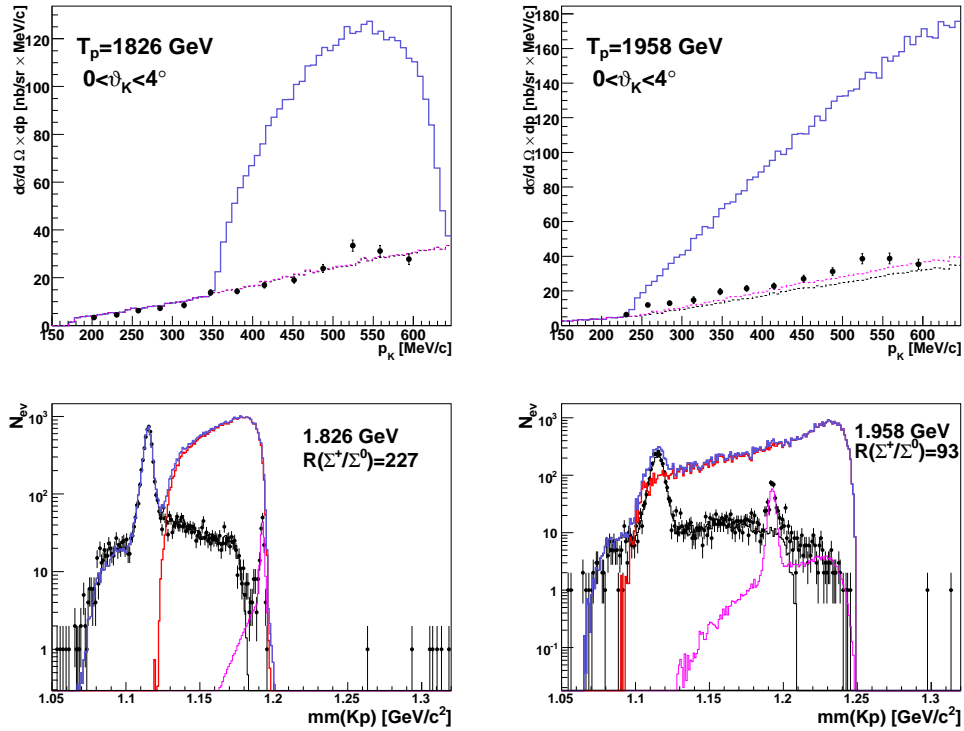 dσ/d Ω × dp [nb/sr × MeV/c]
120
100
80
60
40
20
0
T_p=1826 GeV
0<ϑ_K<4°
150 200 250 300 350 400 450 500 550 600
p_K [MeV/c]
dσ/d Ω × dp [nb/sr × MeV/c]
180
160
140
120
100
80
60
40
20
0
T_p=1958 GeV
0<ϑ_K<4°
150 200 250 300 350 400 450 500 550 600
p_K [MeV/c]
N_ev
10³
10²
10
1
1.826 GeV
R(Σ⁺/Σ⁰)=227
1.05 1.1 1.15 1.2 1.25 1.3
mm(Kp) [GeV/c²]
N_ev
10³
10²
10
1
10⁻¹
1.958 GeV
R(Σ⁺/Σ⁰)=93
1.05 1.1 1.15 1.2 1.25 1.3
mm(Kp) [GeV/c²]